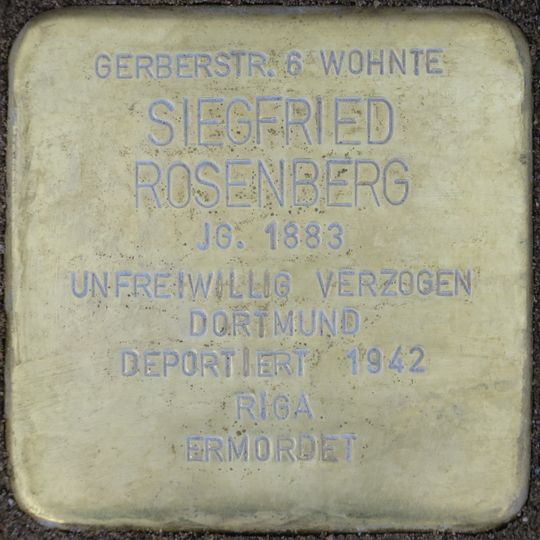 GERBERSTR. 6 WOHNTE
SIEGFRIED
ROSENBERG
JG. 1883
UNFREIWILLIG VERZOGEN
DORTMUND
DEPORTIERT 1942
RIGA
ERMORDET